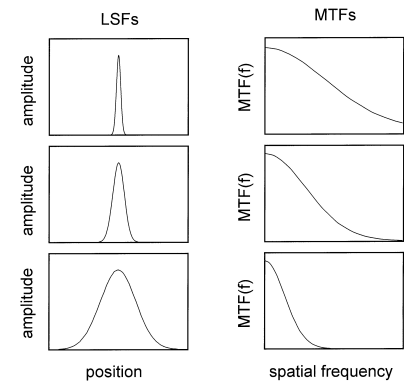 LSFs
MTFs
amplitude
MTF(f)
amplitude
MTF(f)
amplitude
MTF(f)
position
spatial frequency